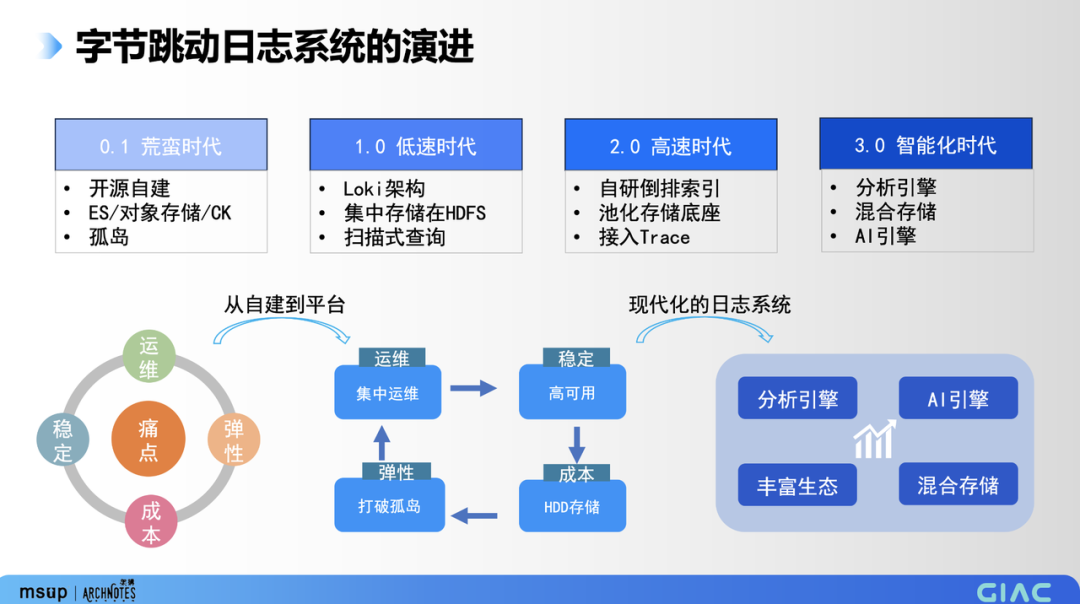 字节跳动日志系统的演进
0.1 荒蛮时代
• 开源自建
• ES/对象存储/CK
• 孤岛
1.0 低速时代
• Loki架构
• 集中存储在HDFS
• 扫描式查询
2.0 高速时代
• 自研倒排索引
• 池化存储底座
• 接入Trace
3.0 智能化时代
• 分析引擎
• 混合存储
• AI引擎
从自建到平台
现代化的日志系统
运维
稳定
痛点
弹性
成本
运维
集中运维
稳定
高可用
弹性
打破孤岛
成本
HDD存储
分析引擎
AI引擎
丰富生态
混合存储
msup
ARCHNOTES
GIAC